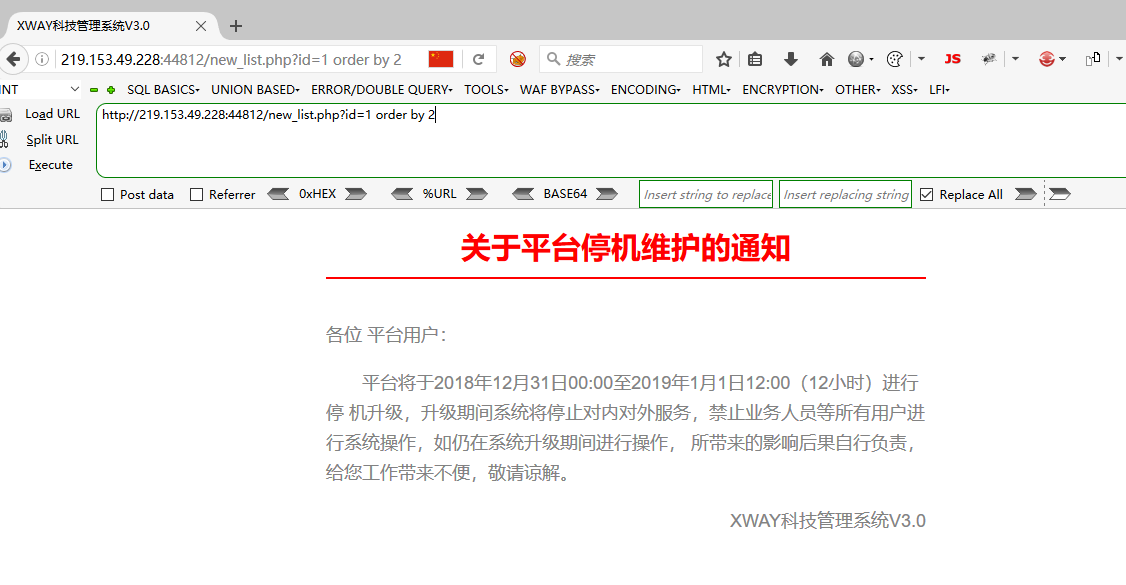 XWAY科技管理系统V3.0
219.153.49.228:44812/new_list.php?id=1 order by 2
搜索
JS
INT
SQL BASICS UNION BASED ERROR/DOUBLE QUERY TOOLS WAF BYPASS ENCODING HTML ENCRYPTION OTHER XSS LFI
Load URL
http://219.153.49.228:44812/new_list.php?id=1 order by 2
Split URL
Execute
Post data Referrer 0xHEX %URL BASE64 Insert string to replace Insert replacing string Replace All
关于平台停机维护的通知
各位 平台用户：
平台将于2018年12月31日00:00至2019年1月1日12:00（12小时）进行
停 机升级，升级期间系统将停止对内对外服务，禁止业务人员等所有用户进
行系统操作，如仍在系统升级期间进行操作， 所带来的影响后果自行负责，
给您工作带来不便，敬请谅解。
XWAY科技管理系统V3.0